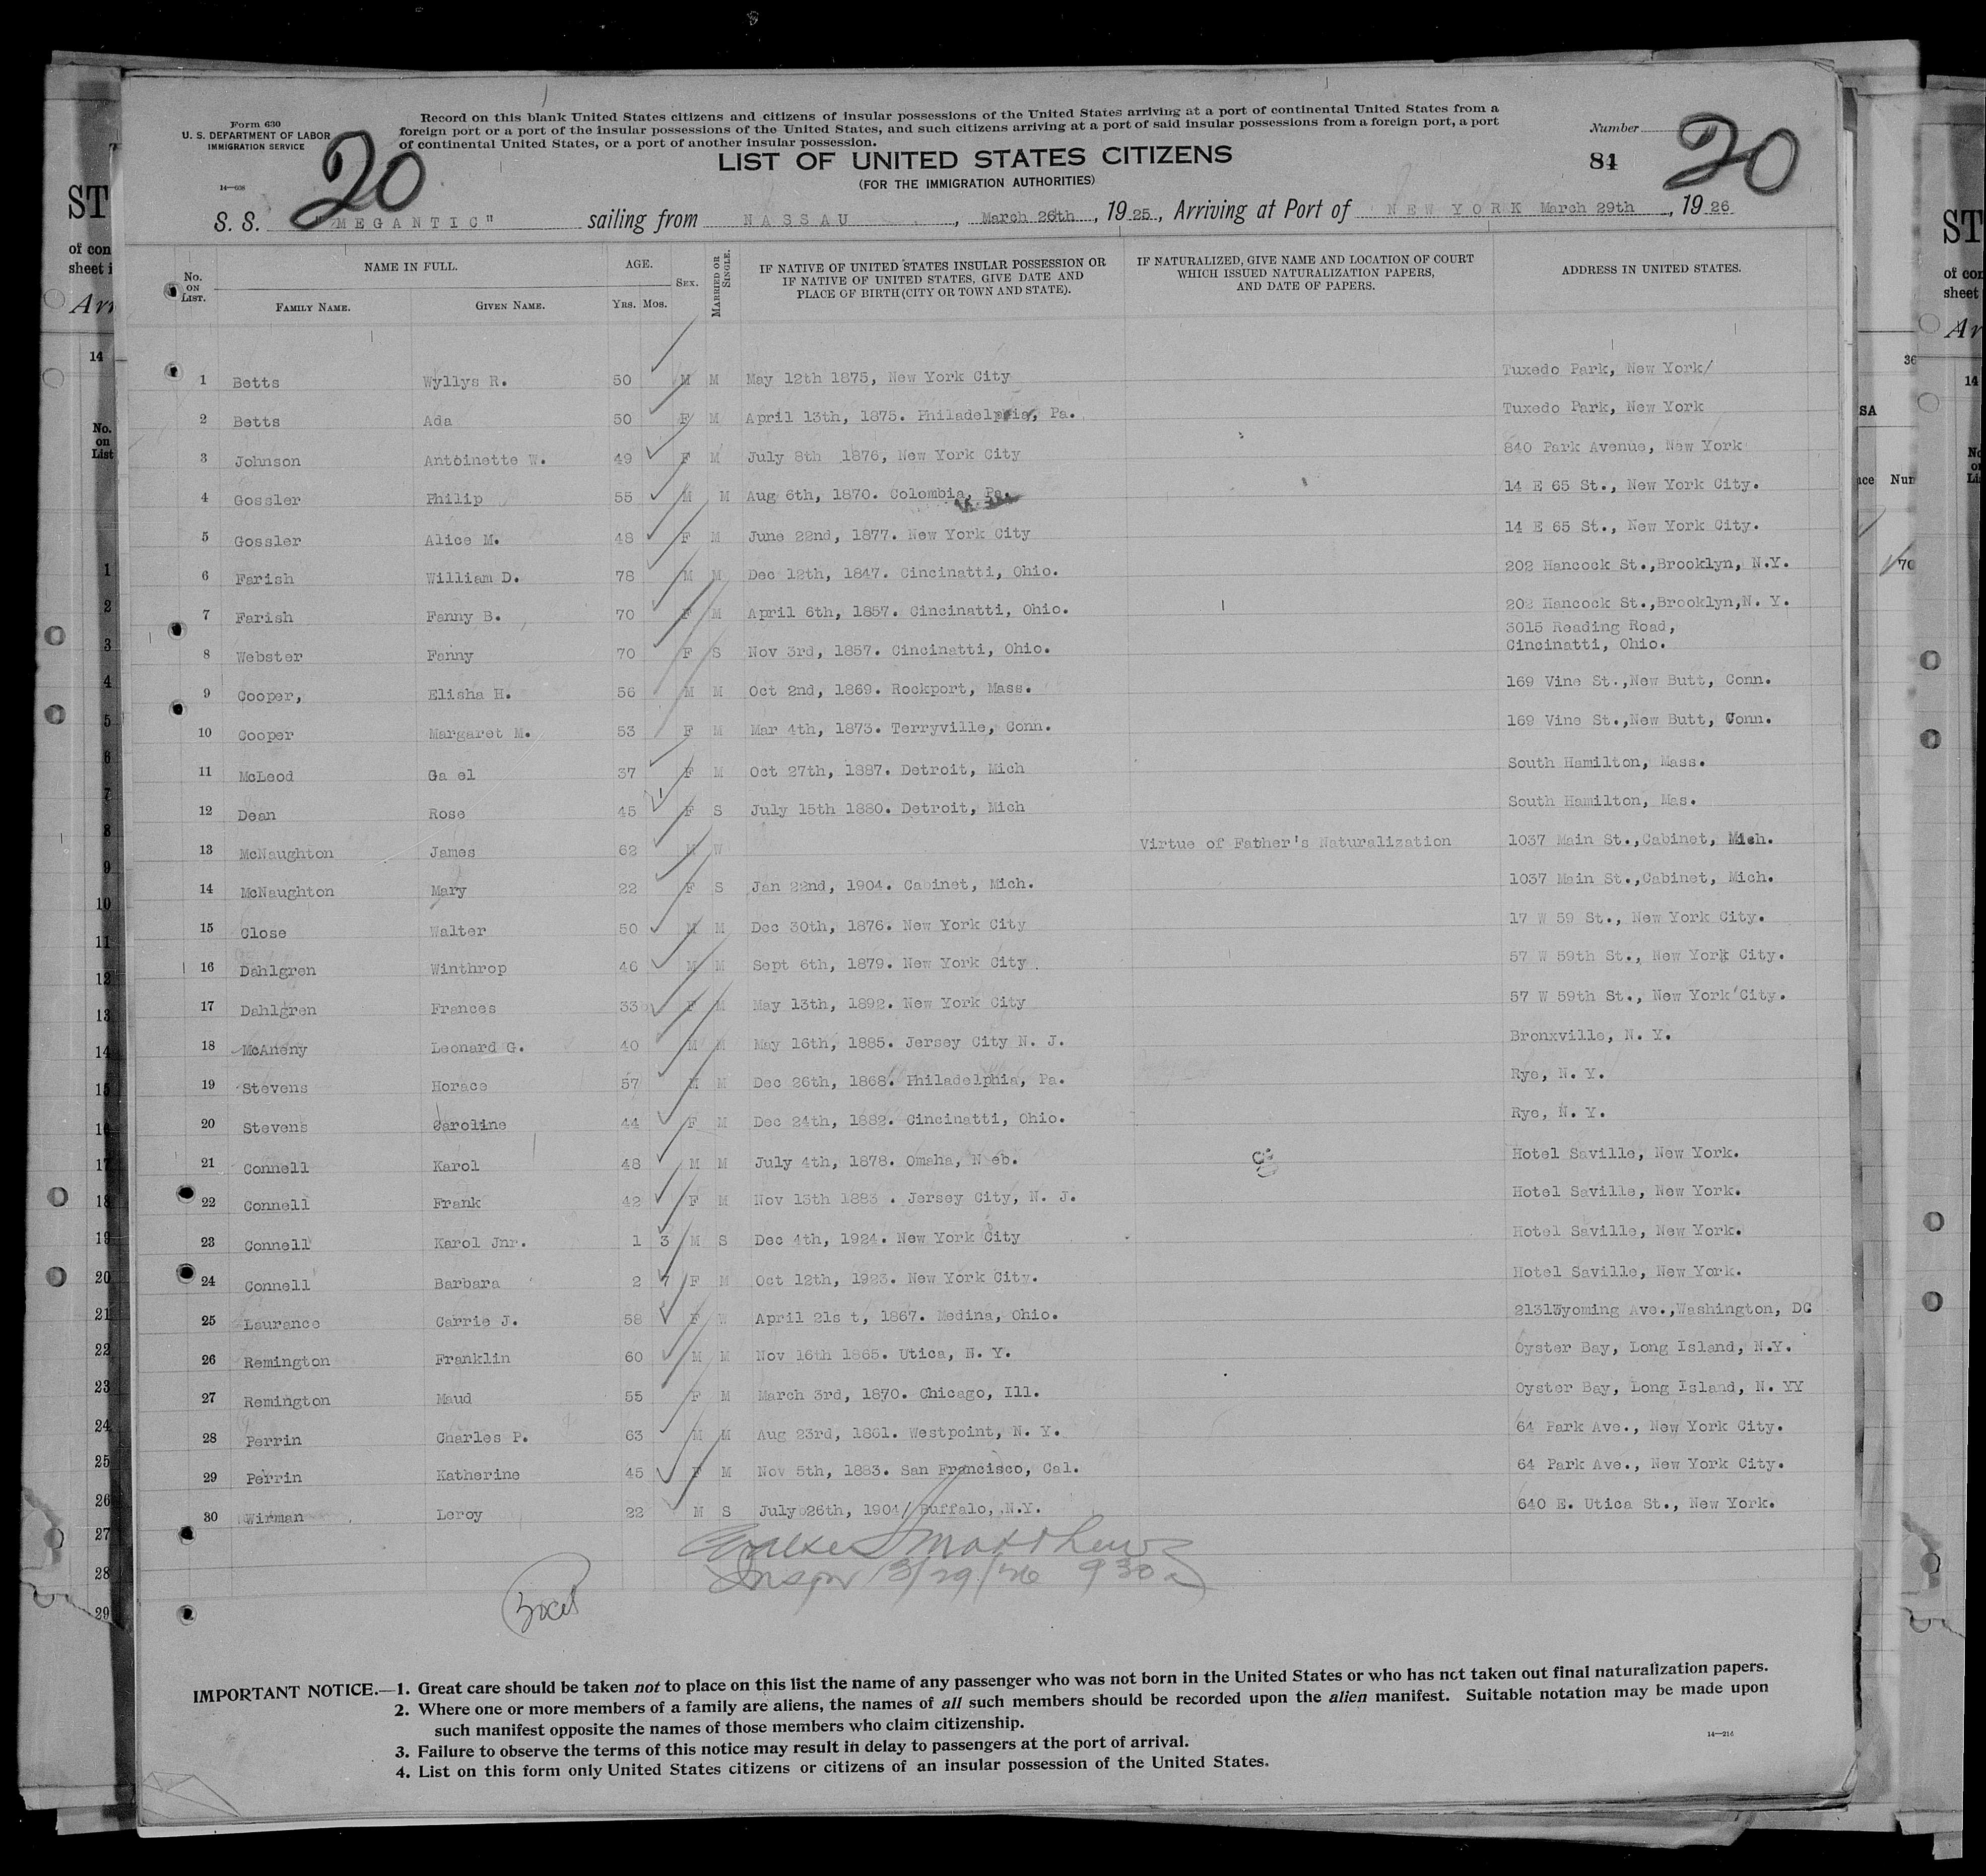 Form 630
U. S. DEPARTMENT OF LABOR
IMMIGRATION SERVICE
Record on this blank United States citizens and citizens of insular possessions of the United States arriving at a port of continental United States from a
foreign port or a port of the insular possessions of the United States, and such citizens arriving at a port of said insular possessions from a foreign port, a port
of continental United States, or a port of another insular possession.
Number
20
20
81
LIST OF UNITED STATES CITIZENS
(FOR THE IMMIGRATION AUTHORITIES)
S. S. "MEGANTIC" sailing from NASSAU, March 26th, 1925., Arriving at Port of NEW YORK March 29th, 1926
No. ON LIST. NAME IN FULL. AGE. SEX. MARRIED OR SINGLE. IF NATIVE OF UNITED STATES INSULAR POSSESSION OR IF NATIVE OF UNITED STATES, GIVE DATE AND PLACE OF BIRTH (CITY OR TOWN AND STATE). IF NATURALIZED, GIVE NAME AND LOCATION OF COURT WHICH ISSUED NATURALIZATION PAPERS, AND DATE OF PAPERS. ADDRESS IN UNITED STATES.
FAMILY NAME. GIVEN NAME. YRS. MOS.
1 Betts Wyllys R. 50 M M May 12th 1875, New York City Tuxedo Park, New York/
2 Betts Ada 50 F M April 13th, 1875. Philadelphia, Pa. Tuxedo Park, New York
3 Johnson Antoinette W. 49 F M July 8th 1876, New York City 840 Park Avenue, New York
4 Gossler Philip 55 M M Aug 6th, 1870. Colombia, Pa. 14 E 65 St., New York City.
5 Gossler Alice M. 48 F M June 22nd, 1877. New York City 14 E 65 St., New York City.
6 Farish William D. 78 M M Dec 12th, 1847. Cincinatti, Ohio. 202 Hancock St.,Brooklyn, N.Y.
7 Farish Fanny B. 70 F M April 6th, 1857. Cincinatti, Ohio. 202 Hancock St.,Brooklyn,N. Y.
8 Webster Fanny 70 F S Nov 3rd, 1857. Cincinatti, Ohio. 3015 Reading Road, Cincinatti, Ohio.
9 Cooper, Elisha H. 56 M M Oct 2nd, 1869. Rockport, Mass. 169 Vine St.,New Butt, Conn.
10 Cooper Margaret M. 53 F M Mar 4th, 1873. Terryville, Conn. 169 Vine St.,New Butt, Conn.
11 McLeod Ga el 37 F M Oct 27th, 1887. Detroit, Mich South Hamilton, Mass.
12 Dean Rose 45 F S July 15th 1880. Detroit, Mich South Hamilton, Mas.
13 McNaughton James 62 M W Virtue of Father's Naturalization 1037 Main St.,Cabinet, Mich.
14 McNaughton Mary 22 F S Jan 22nd, 1904. Cabinet, Mich. 1037 Main St.,Cabinet, Mich.
15 Close Walter 50 M M Dec 30th, 1876. New York City 17 W 59 St., New York City.
16 Dahlgren Winthrop 46 M M Sept 6th, 1879. New York City 57 W 59th St., New York City.
17 Dahlgren Frances 33 F M May 13th, 1892. New York City 57 W 59th St., New York City.
18 McAneny Leonard G. 40 M M May 16th, 1885. Jersey City N. J. Bronxville, N. Y.
19 Stevens Horace 57 M M Dec 26th, 1868. Philadelphia, Pa. Rye, N. Y.
20 Stevens Caroline 44 F M Dec 24th, 1882. Cincinatti, Ohio. Rye, N. Y.
21 Connell Karol 48 M M July 4th, 1878. Omaha, N eb. Hotel Saville, New York.
22 Connell Frank 42 F M Nov 13th 1883 . Jersey City, N. J. Hotel Saville, New York.
23 Connell Karol Jnr. 1 3 M S Dec 4th, 1924. New York City Hotel Saville, New York.
24 Connell Barbara 2 7 F M Oct 12th, 1923. New York City. Hotel Saville, New York.
25 Laurance Carrie J. 58 F W April 21s t, 1867. Medina, Ohio. 2131Wyoming Ave.,Washington, DC
26 Remington Franklin 60 M M Nov 16th 1865. Utica, N. Y. Oyster Bay, Long Island, N.Y.
27 Remington Maud 55 F M March 3rd, 1870. Chicago, Ill. Oyster Bay, Long Island, N. YY
28 Perrin Charles P. 63 M M Aug 23rd, 1861. Westpoint, N. Y. 64 Park Ave., New York City.
29 Perrin Katherine 45 F M Nov 5th, 1883. San Francisco, Cal. 64 Park Ave., New York City.
30 Wirman Leroy 22 M S July 26th, 1904/ Buffalo, N.Y. 640 E. Utica St., New York.
Matthews
Inspr 3/29/26 930 a
IMPORTANT NOTICE.—1. Great care should be taken not to place on this list the name of any passenger who was not born in the United States or who has not taken out final naturalization papers.
2. Where one or more members of a family are aliens, the names of all such members should be recorded upon the alien manifest. Suitable notation may be made upon
such manifest opposite the names of those members who claim citizenship.
3. Failure to observe the terms of this notice may result in delay to passengers at the port of arrival.
4. List on this form only United States citizens or citizens of an insular possession of the United States.